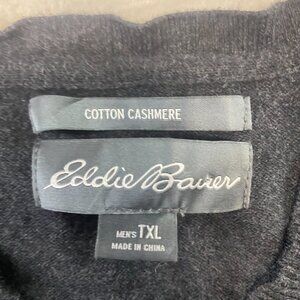 COTTON CASHMERE
Eddie Bauer
MEN'S TXL
MADE IN CHINA